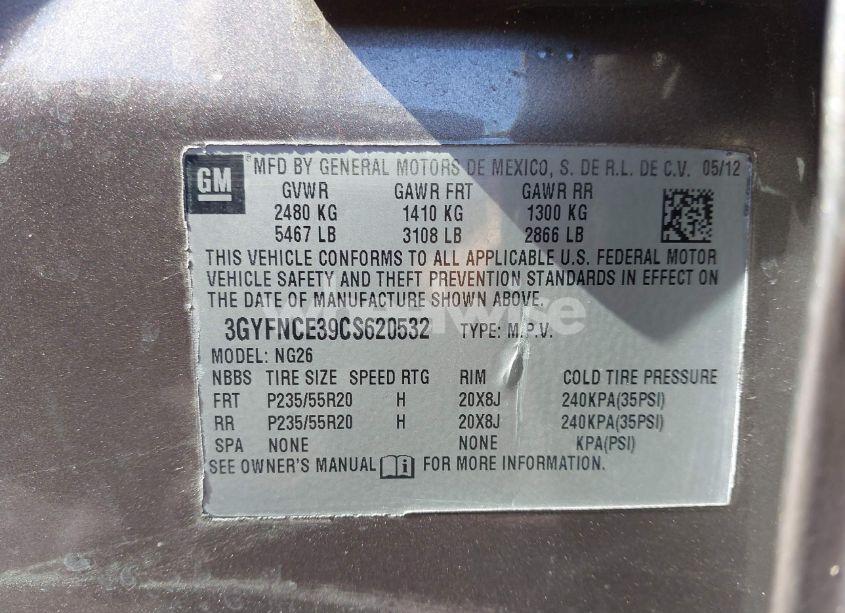 GM MFD BY GENERAL MOTORS DE MEXICO, S. DE R.L. DE C.V. 05/12
GVWR GAWR FRT GAWR RR
2480 KG 1410 KG 1300 KG
5467 LB 3108 LB 2866 LB
THIS VEHICLE CONFORMS TO ALL APPLICABLE U.S. FEDERAL MOTOR
VEHICLE SAFETY AND THEFT PREVENTION STANDARDS IN EFFECT ON
THE DATE OF MANUFACTURE SHOWN ABOVE.
3GYFNCE39CS620532 TYPE: M.P.V.
MODEL: NG26
NBBS TIRE SIZE SPEED RTG RIM COLD TIRE PRESSURE
FRT P235/55R20 H 20X8J 240KPA(35PSI)
RR P235/55R20 H 20X8J 240KPA(35PSI)
SPA NONE NONE KPA(PSI)
SEE OWNER'S MANUAL FOR MORE INFORMATION.